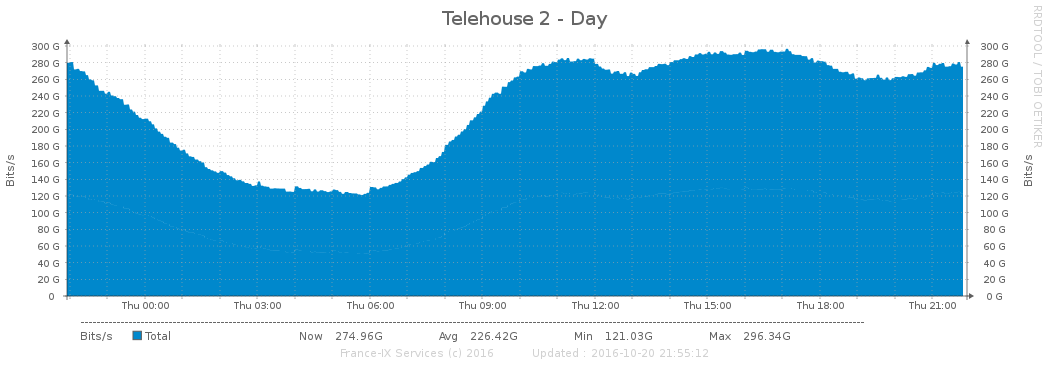 Telehouse 2 - Day
RRDTOOL / TOBI OETIKER
Bits/s
300 G
280 G
260 G
240 G
220 G
200 G
180 G
160 G
140 G
120 G
100 G
80 G
60 G
40 G
20 G
0
300 G
280 G
260 G
240 G
220 G
200 G
180 G
160 G
140 G
120 G
100 G
80 G
60 G
40 G
20 G
0 G
Bits/s
Thu 00:00 Thu 03:00 Thu 06:00 Thu 09:00 Thu 12:00 Thu 15:00 Thu 18:00 Thu 21:00
Bits/s Total Now 274.96G Avg 226.42G Min 121.03G Max 296.34G
France-IX Services (c) 2016 Updated : 2016-10-20 21:55:12